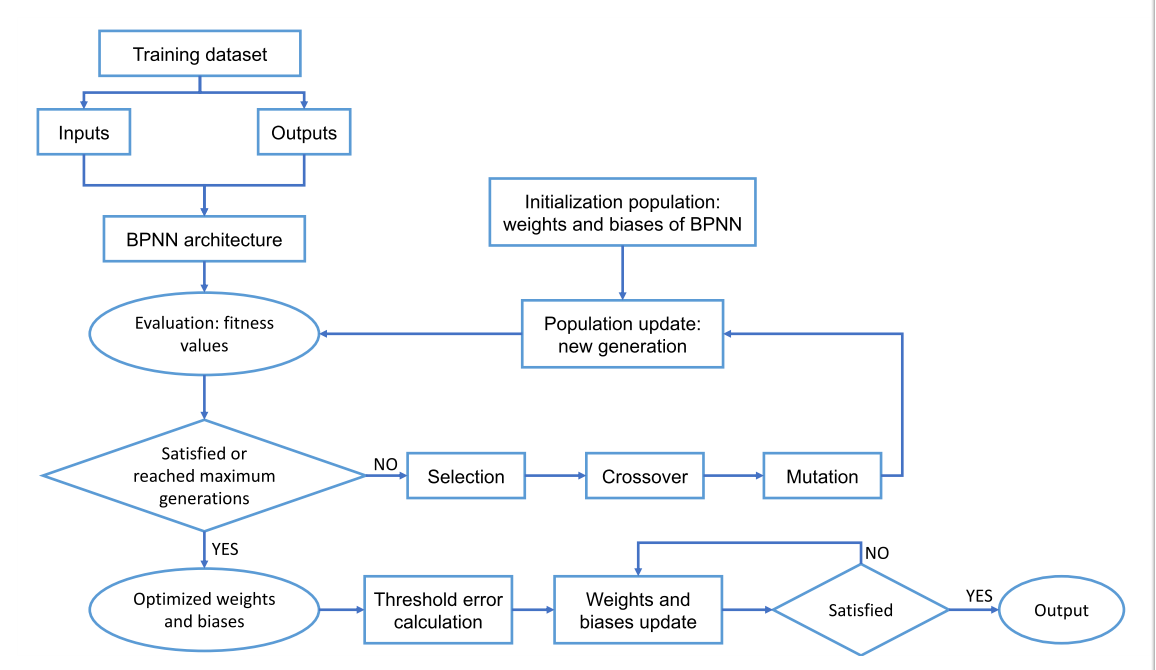 Training dataset
Inputs
Outputs
Initialization population:
weights and biases of BPNN
BPNN architecture
Evaluation: fitness
values
Population update:
new generation
Satisfied or
reached maximum
generations
NO
Selection
Crossover
Mutation
YES
NO
Optimized weights
and biases
Threshold error
calculation
Weights and
biases update
Satisfied
YES
Output